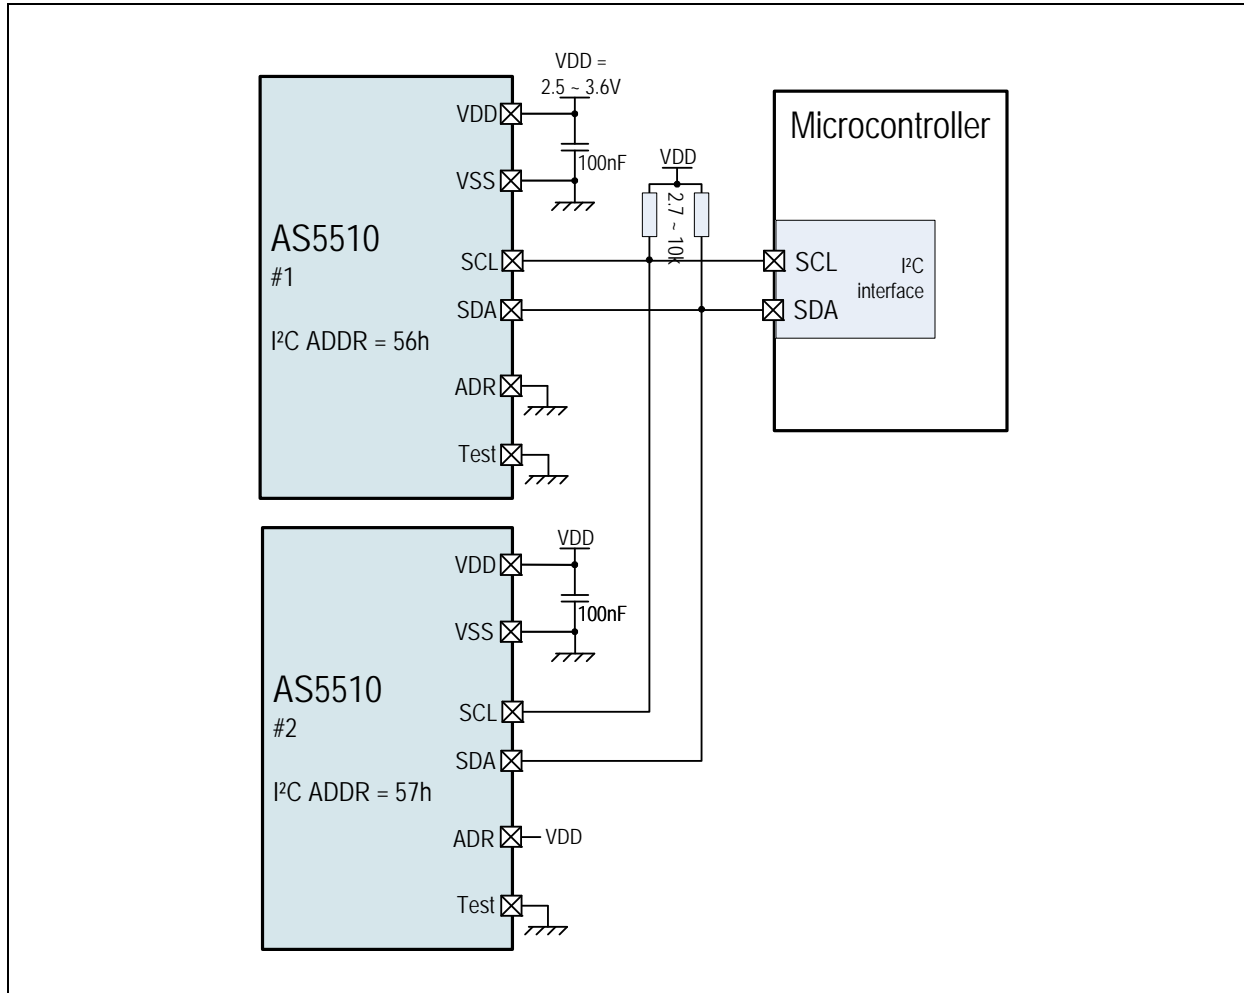 VDD =
2.5 ~ 3.6V
VDD
100nF
VSS
AS5510
#1
I²C ADDR = 56h
SCL
SDA
ADR
Test
VDD
2.7 ~ 10k
Microcontroller
SCL
SDA
I²C
interface
VDD
VDD
100nF
VSS
AS5510
#2
I²C ADDR = 57h
SCL
SDA
ADR
VDD
Test